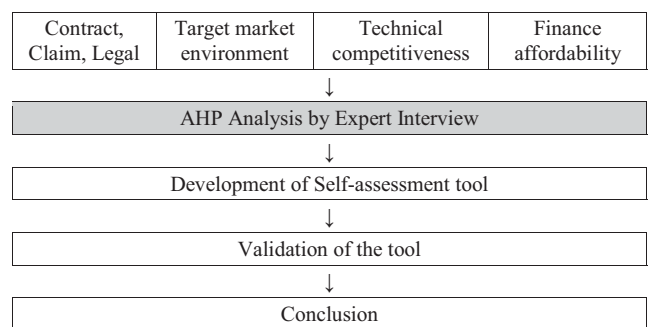 Contract,
Claim, Legal
Target market
environment
Technical
competitiveness
Finance
affordability
↓
AHP Analysis by Expert Interview
↓
Development of Self-assessment tool
↓
Validation of the tool
↓
Conclusion